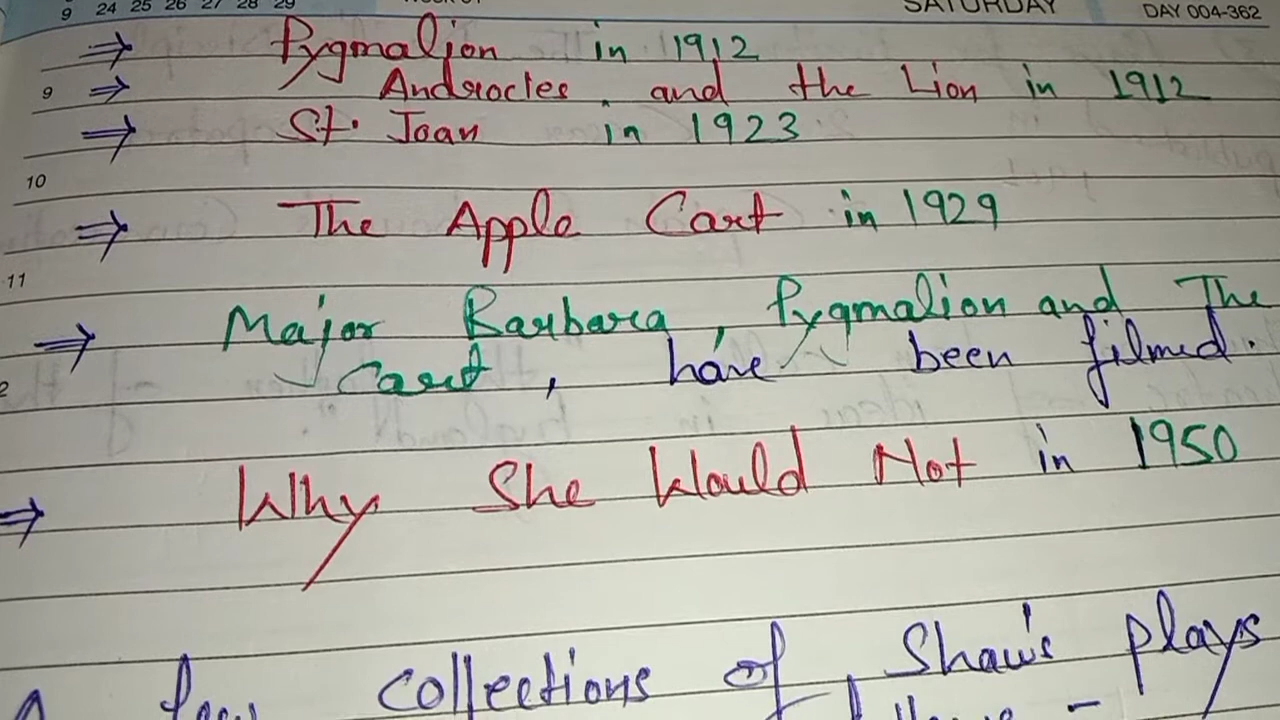 9 24 25 26 27 28 29 SATURDAY DAY 004-362
⇒ Pygmalion in 1912
9 ⇒ Androcles and the Lion in 1912
⇒ St. Joan in 1923
10
⇒ The Apple Cart in 1929
11
⇒ Major Barbara, Pygmalion and The
Cart, have been filmed.
⇒ Why She Would Not in 1950
A few collections of Shaw's plays